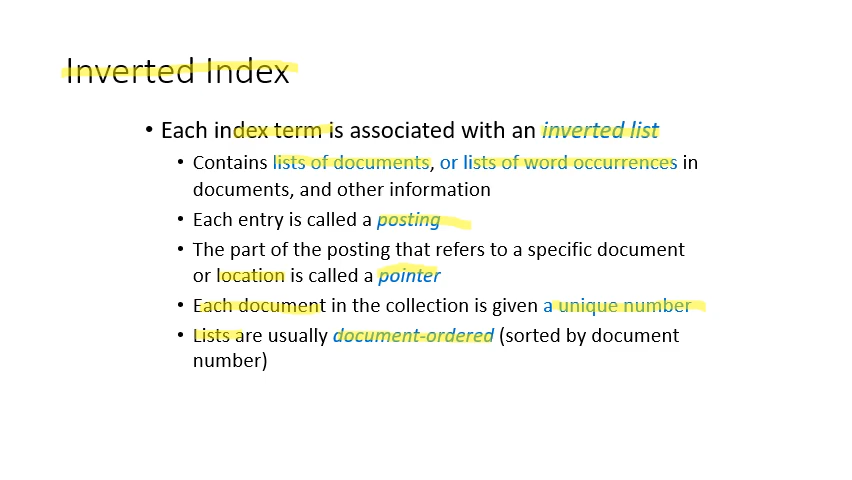 Inverted Index
• Each index term is associated with an inverted list
• Contains lists of documents, or lists of word occurrences in
documents, and other information
• Each entry is called a posting
• The part of the posting that refers to a specific document
or location is called a pointer
• Each document in the collection is given a unique number
• Lists are usually document-ordered (sorted by document
number)